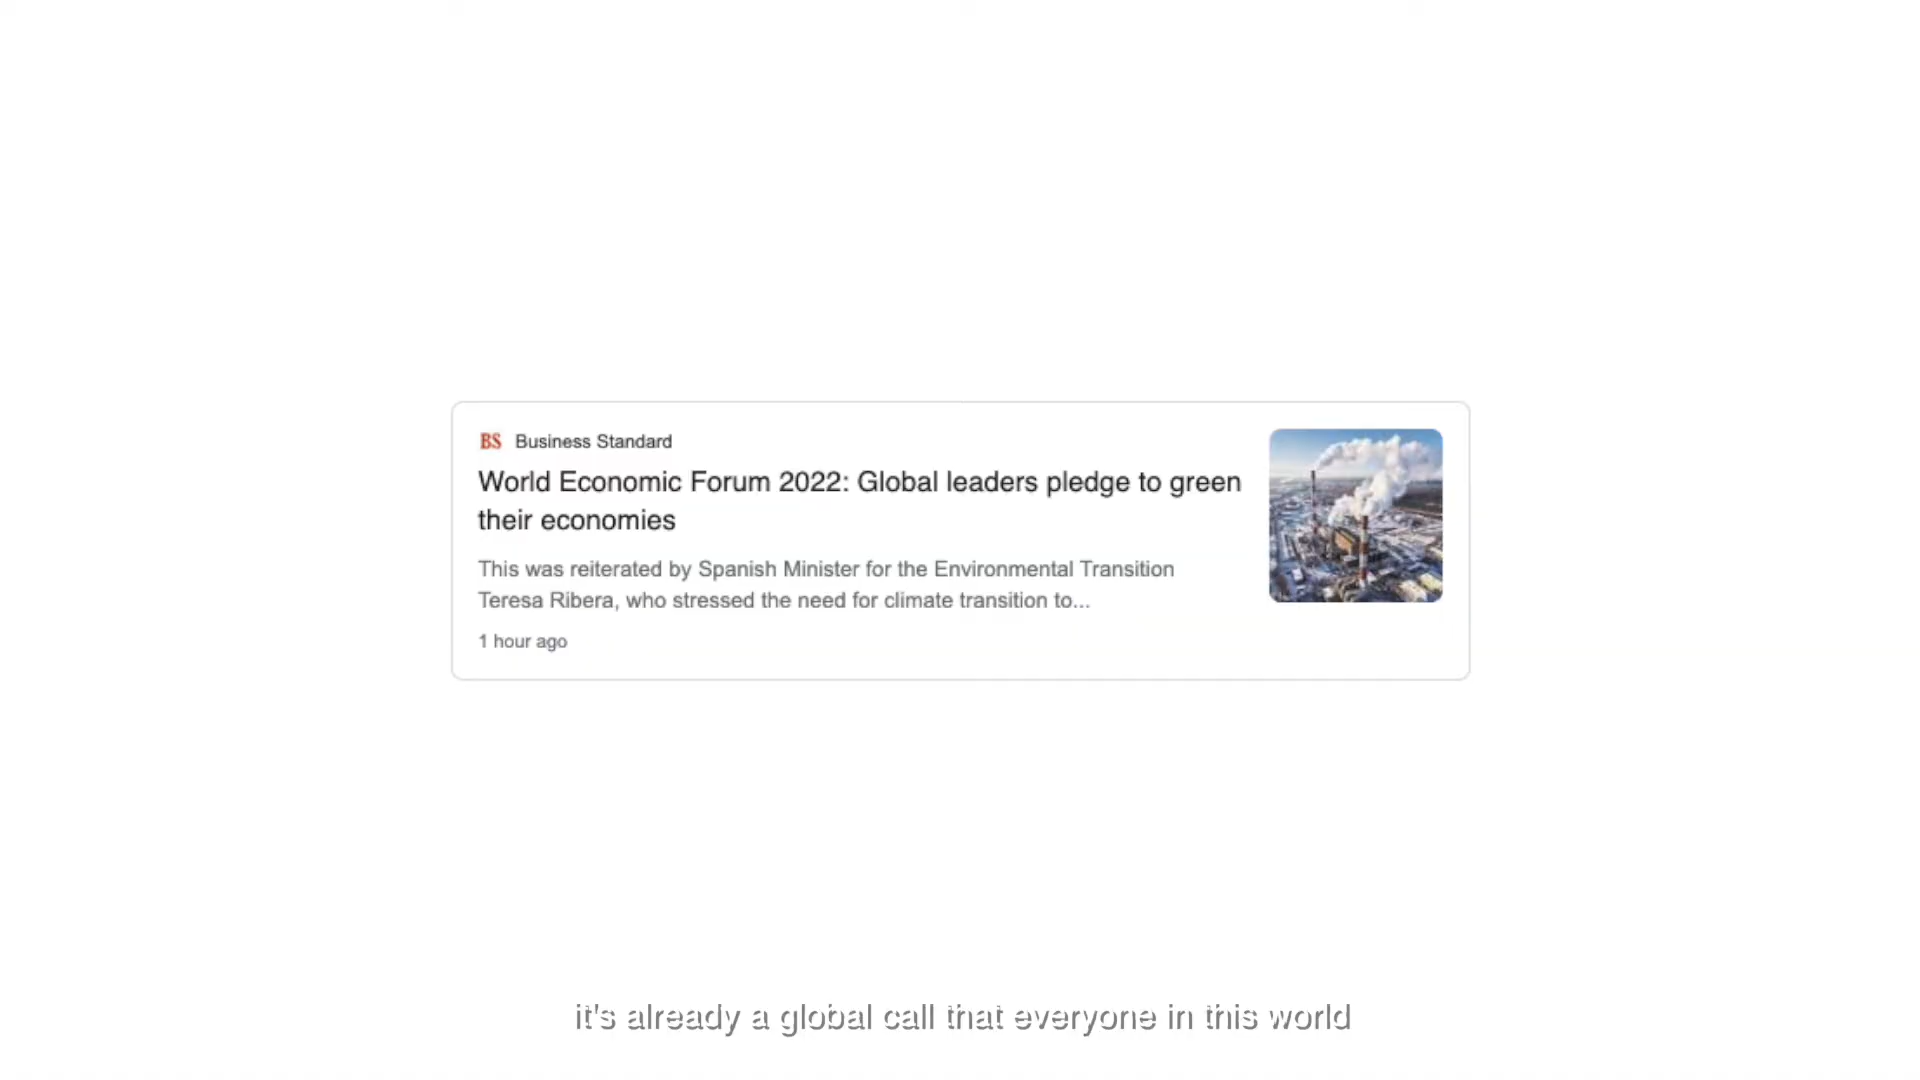 BS Business Standard
World Economic Forum 2022: Global leaders pledge to green
their economies
This was reiterated by Spanish Minister for the Environmental Transition
Teresa Ribera, who stressed the need for climate transition to...
1 hour ago
it's already a global call that everyone in this world